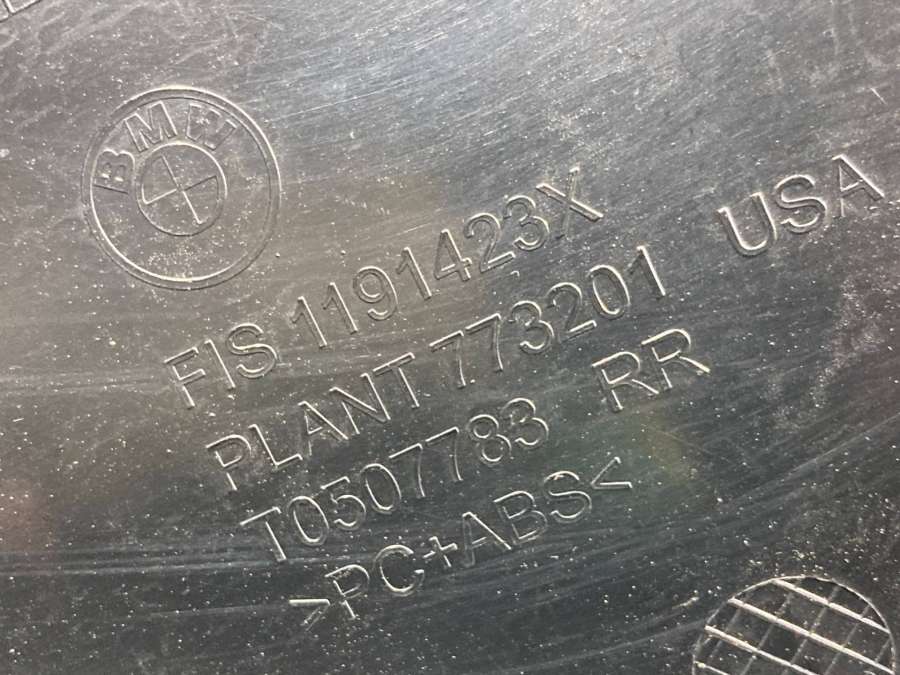 BMW
FIS 1191423X
PLANT 773201 USA
T0507783 RR
>PC+ABS<